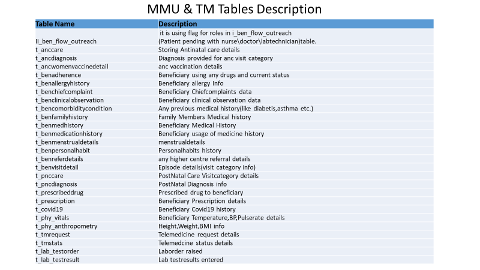 MMU & TM Tables Description
Table Name Description
it is using flag for roles in i_ben_flow_outreach
i_ben_flow_outreach (Patient pending with nurse\doctor\labtechnician)table.
t_anccare Storing Antinatal care details
t_ancdiagnosis Diagnosis provided for anc visit category
t_ancwomenvaccinedetail anc vaccination details
t_benadherence Beneficiary using any drugs and current status
t_benallergyhistory Beneficiary allergy info
t_benchiefcomplaint Beneficiary Chiefcomplaints data
t_benclinicalobservation Beneficiary clinical observation data
t_bencomorbiditycondition Any previous medical history(like diabetis,asthma etc.)
t_benfamilyhistory Family Members Medical history
t_benmedhistory Beneficiary Medical History
t_benmedicationhistory Beneficiary usage of medicine history
t_benmenstrualdetails menstrualdetails
t_benpersonalhabit Personalhabits history
t_benreferdetails any higher centre referral details
t_benvisitdetail Episode details(visit category info)
t_pnccare PostNatal Care Visitcategory details
t_pncdiagnosis PostNatal Diagnosis info
t_prescribeddrug Prescribed drug to beneficiary
t_prescription Beneficiary Prescription details
t_covid19 Beneficiary Covid19 history
t_phy_vitals Beneficiary Temperature,BP,Pulserate details
t_phy_anthropometry Height,Weight,BMI info
t_tmrequest Telemedicine request details
t_tmstats Telemedicine status details
t_lab_testorder Laborder raised
t_lab_testresult Lab testresults entered